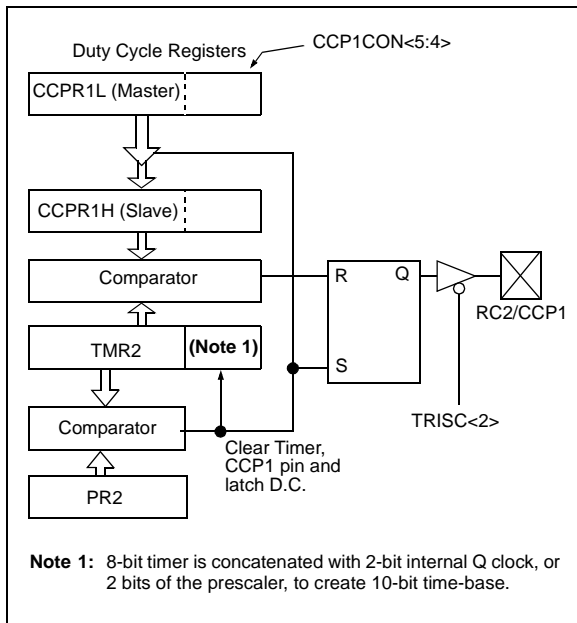 Duty Cycle Registers
CCP1CON<5:4>
CCPR1L (Master)
CCPR1H (Slave)
Comparator
R
Q
RC2/CCP1
TMR2
(Note 1)
S
Comparator
TRISC<2>
Clear Timer,
CCP1 pin and
latch D.C.
PR2
Note 1: 8-bit timer is concatenated with 2-bit internal Q clock, or
2 bits of the prescaler, to create 10-bit time-base.